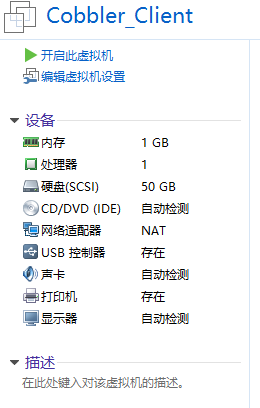 Cobbler_Client
开启此虚拟机
编辑虚拟机设置
设备
内存 1 GB
处理器 1
硬盘(SCSI) 50 GB
CD/DVD (IDE) 自动检测
网络适配器 NAT
USB 控制器 存在
声卡 自动检测
打印机 存在
显示器 自动检测
描述
在此处键入对该虚拟机的描述。